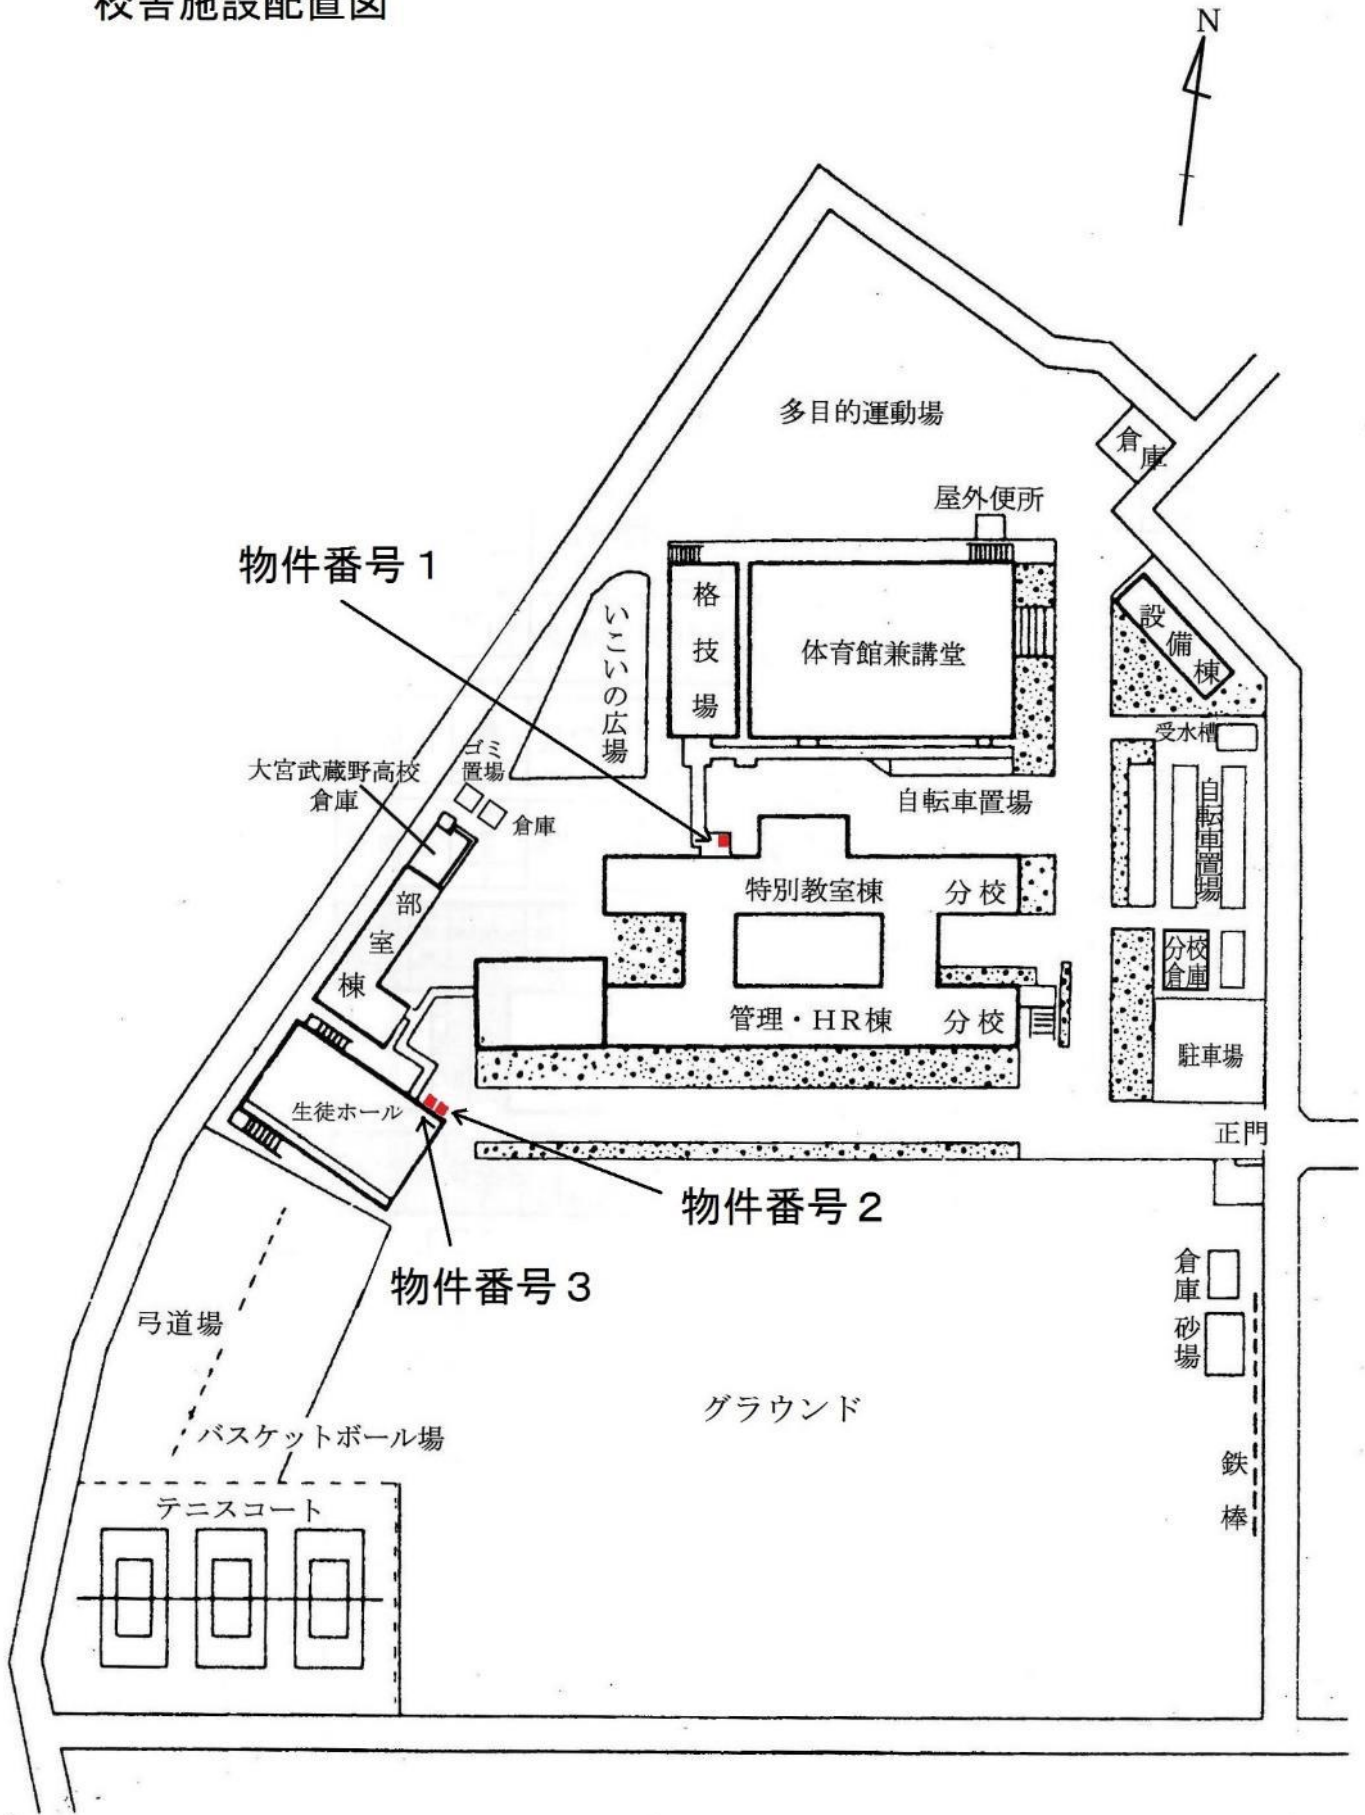 校舎施設配置図
N
多目的運動場
倉庫
屋外便所
物件番号１
格技場
体育館兼講堂
いこいの広場
設備棟
受水槽
ゴミ
置場
大宮武蔵野高校
倉庫
倉庫
自転車置場
自転車置場
部室棟
特別教室棟
分校
分校
倉庫
管理・HR棟
分校
駐車場
生徒ホール
正門
物件番号２
物件番号３
倉庫
砂場
弓道場
グラウンド
バスケットボール場
鉄棒
テニスコート